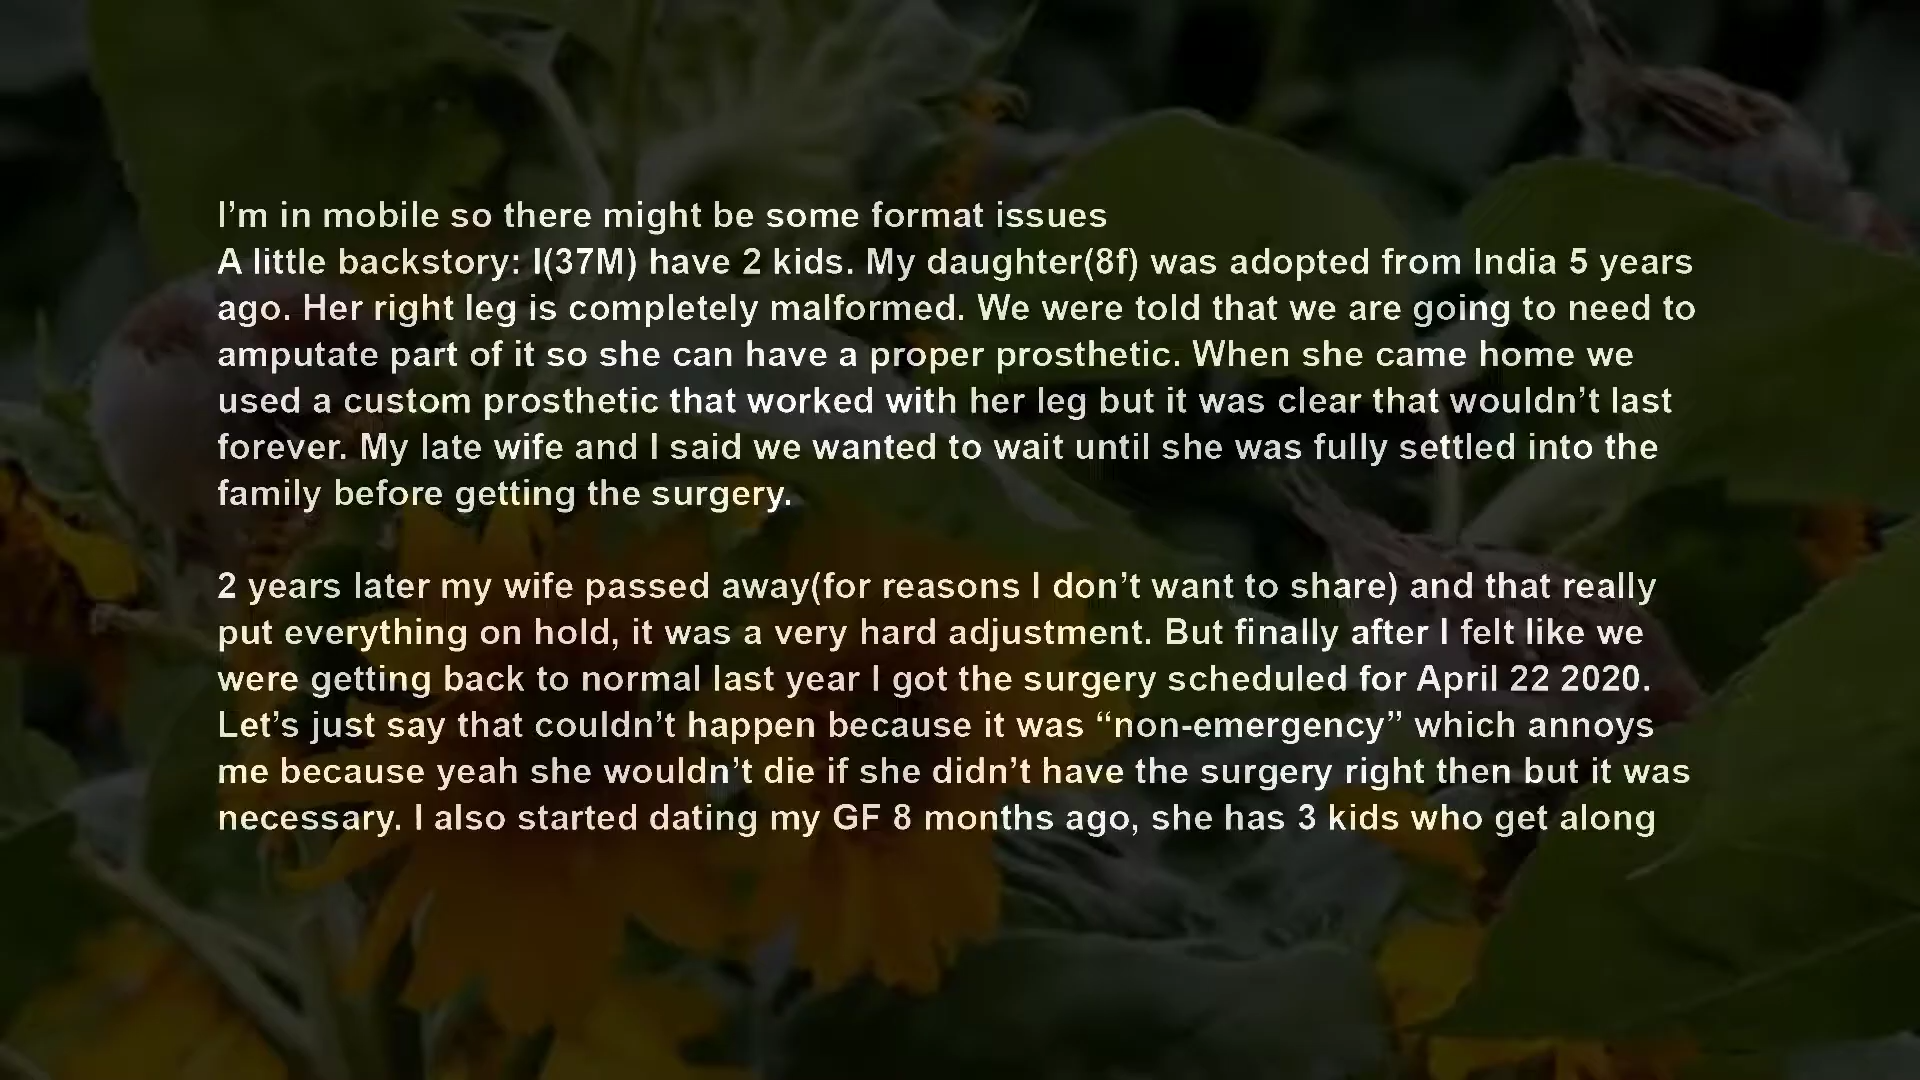 I’m in mobile so there might be some format issues
A little backstory: I(37M) have 2 kids. My daughter(8f) was adopted from India 5 years
ago. Her right leg is completely malformed. We were told that we are going to need to
amputate part of it so she can have a proper prosthetic. When she came home we
used a custom prosthetic that worked with her leg but it was clear that wouldn’t last
forever. My late wife and I said we wanted to wait until she was fully settled into the
family before getting the surgery.
2 years later my wife passed away(for reasons I don’t want to share) and that really
put everything on hold, it was a very hard adjustment. But finally after I felt like we
were getting back to normal last year I got the surgery scheduled for April 22 2020.
Let’s just say that couldn’t happen because it was “non-emergency” which annoys
me because yeah she wouldn’t die if she didn’t have the surgery right then but it was
necessary. I also started dating my GF 8 months ago, she has 3 kids who get along